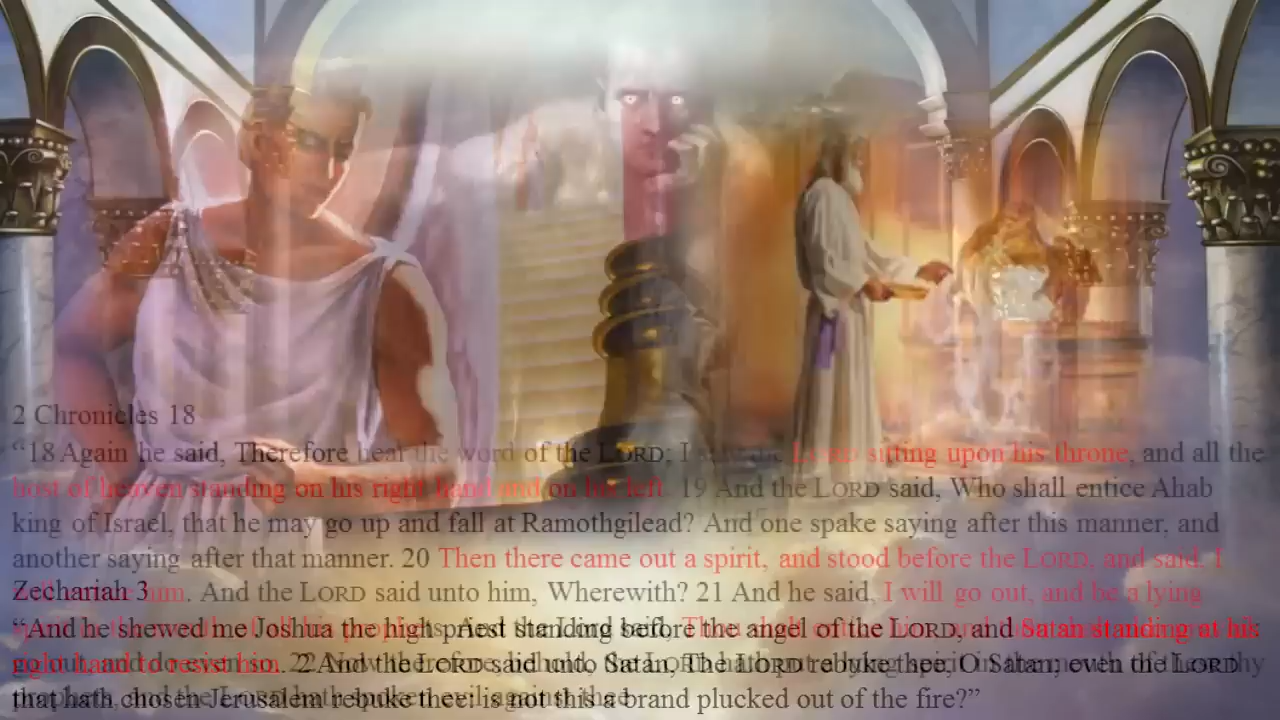 2 Chronicles 18
“18 Again he said, Therefore hear the word of the LORD; I saw the LORD sitting upon his throne, and all the
host of heaven standing on his right hand and on his left. 19 And the LORD said, Who shall entice Ahab
king of Israel, that he may go up and fall at Ramothgilead? And one spake saying after this manner, and
another saying after that manner. 20 Then there came out a spirit, and stood before the LORD, and said, I
him. And the LORD said unto him, Wherewith? 21 And he said, I will go out, and be a lying
Zechariah 3
“And he shewed me Joshua the high priest standing before the angel of the LORD, and Satan standing at his
right hand to resist him. 2 And the LORD said unto Satan, The LORD rebuke thee, O Satan; even the LORD
that hath chosen Jerusalem rebuke thee: is not this a brand plucked out of the fire?”